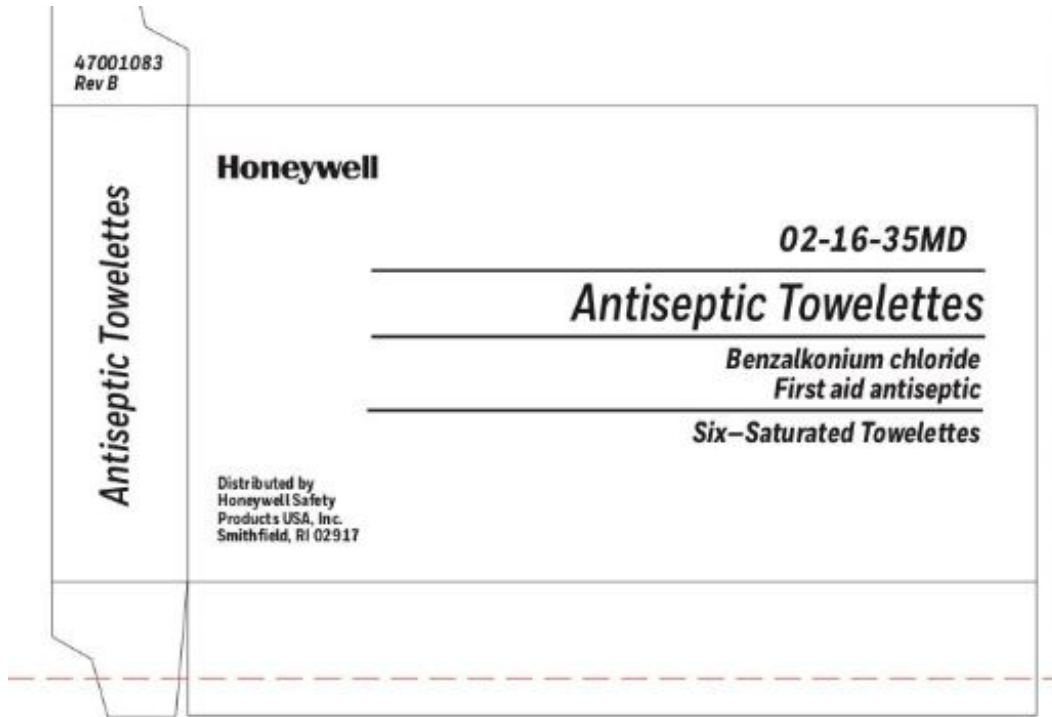 47001083
Rev B
Antiseptic Towelettes
Honeywell
02-16-35MD
Antiseptic Towelettes
Benzalkonium chloride
First aid antiseptic
Six–Saturated Towelettes
Distributed by
Honeywell Safety
Products USA, Inc.
Smithfield, RI 02917